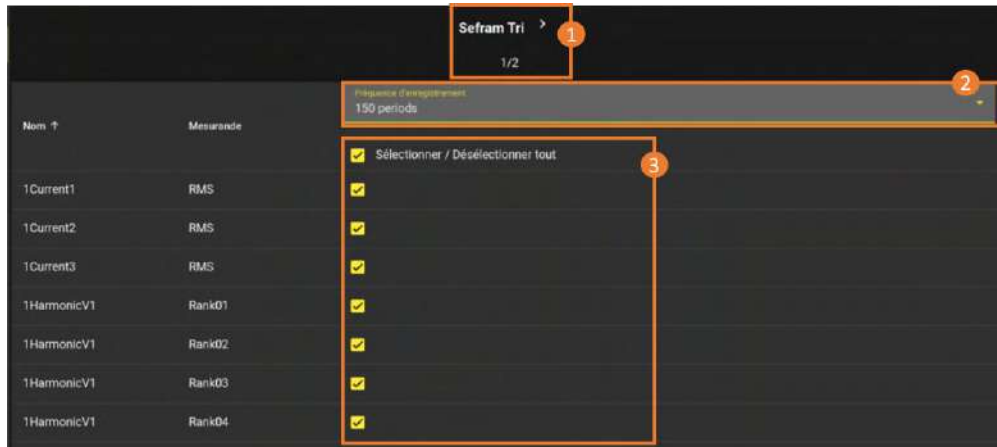 Sefram Tri >
1
1/2
2
Fréquence d'enregistrement
150 periods
Nom ↑ Mesurande
Sélectionner / Désélectionner tout
3
1Current1 RMS
1Current2 RMS
1Current3 RMS
1HarmonicV1 Rank01
1HarmonicV1 Rank02
1HarmonicV1 Rank03
1HarmonicV1 Rank04